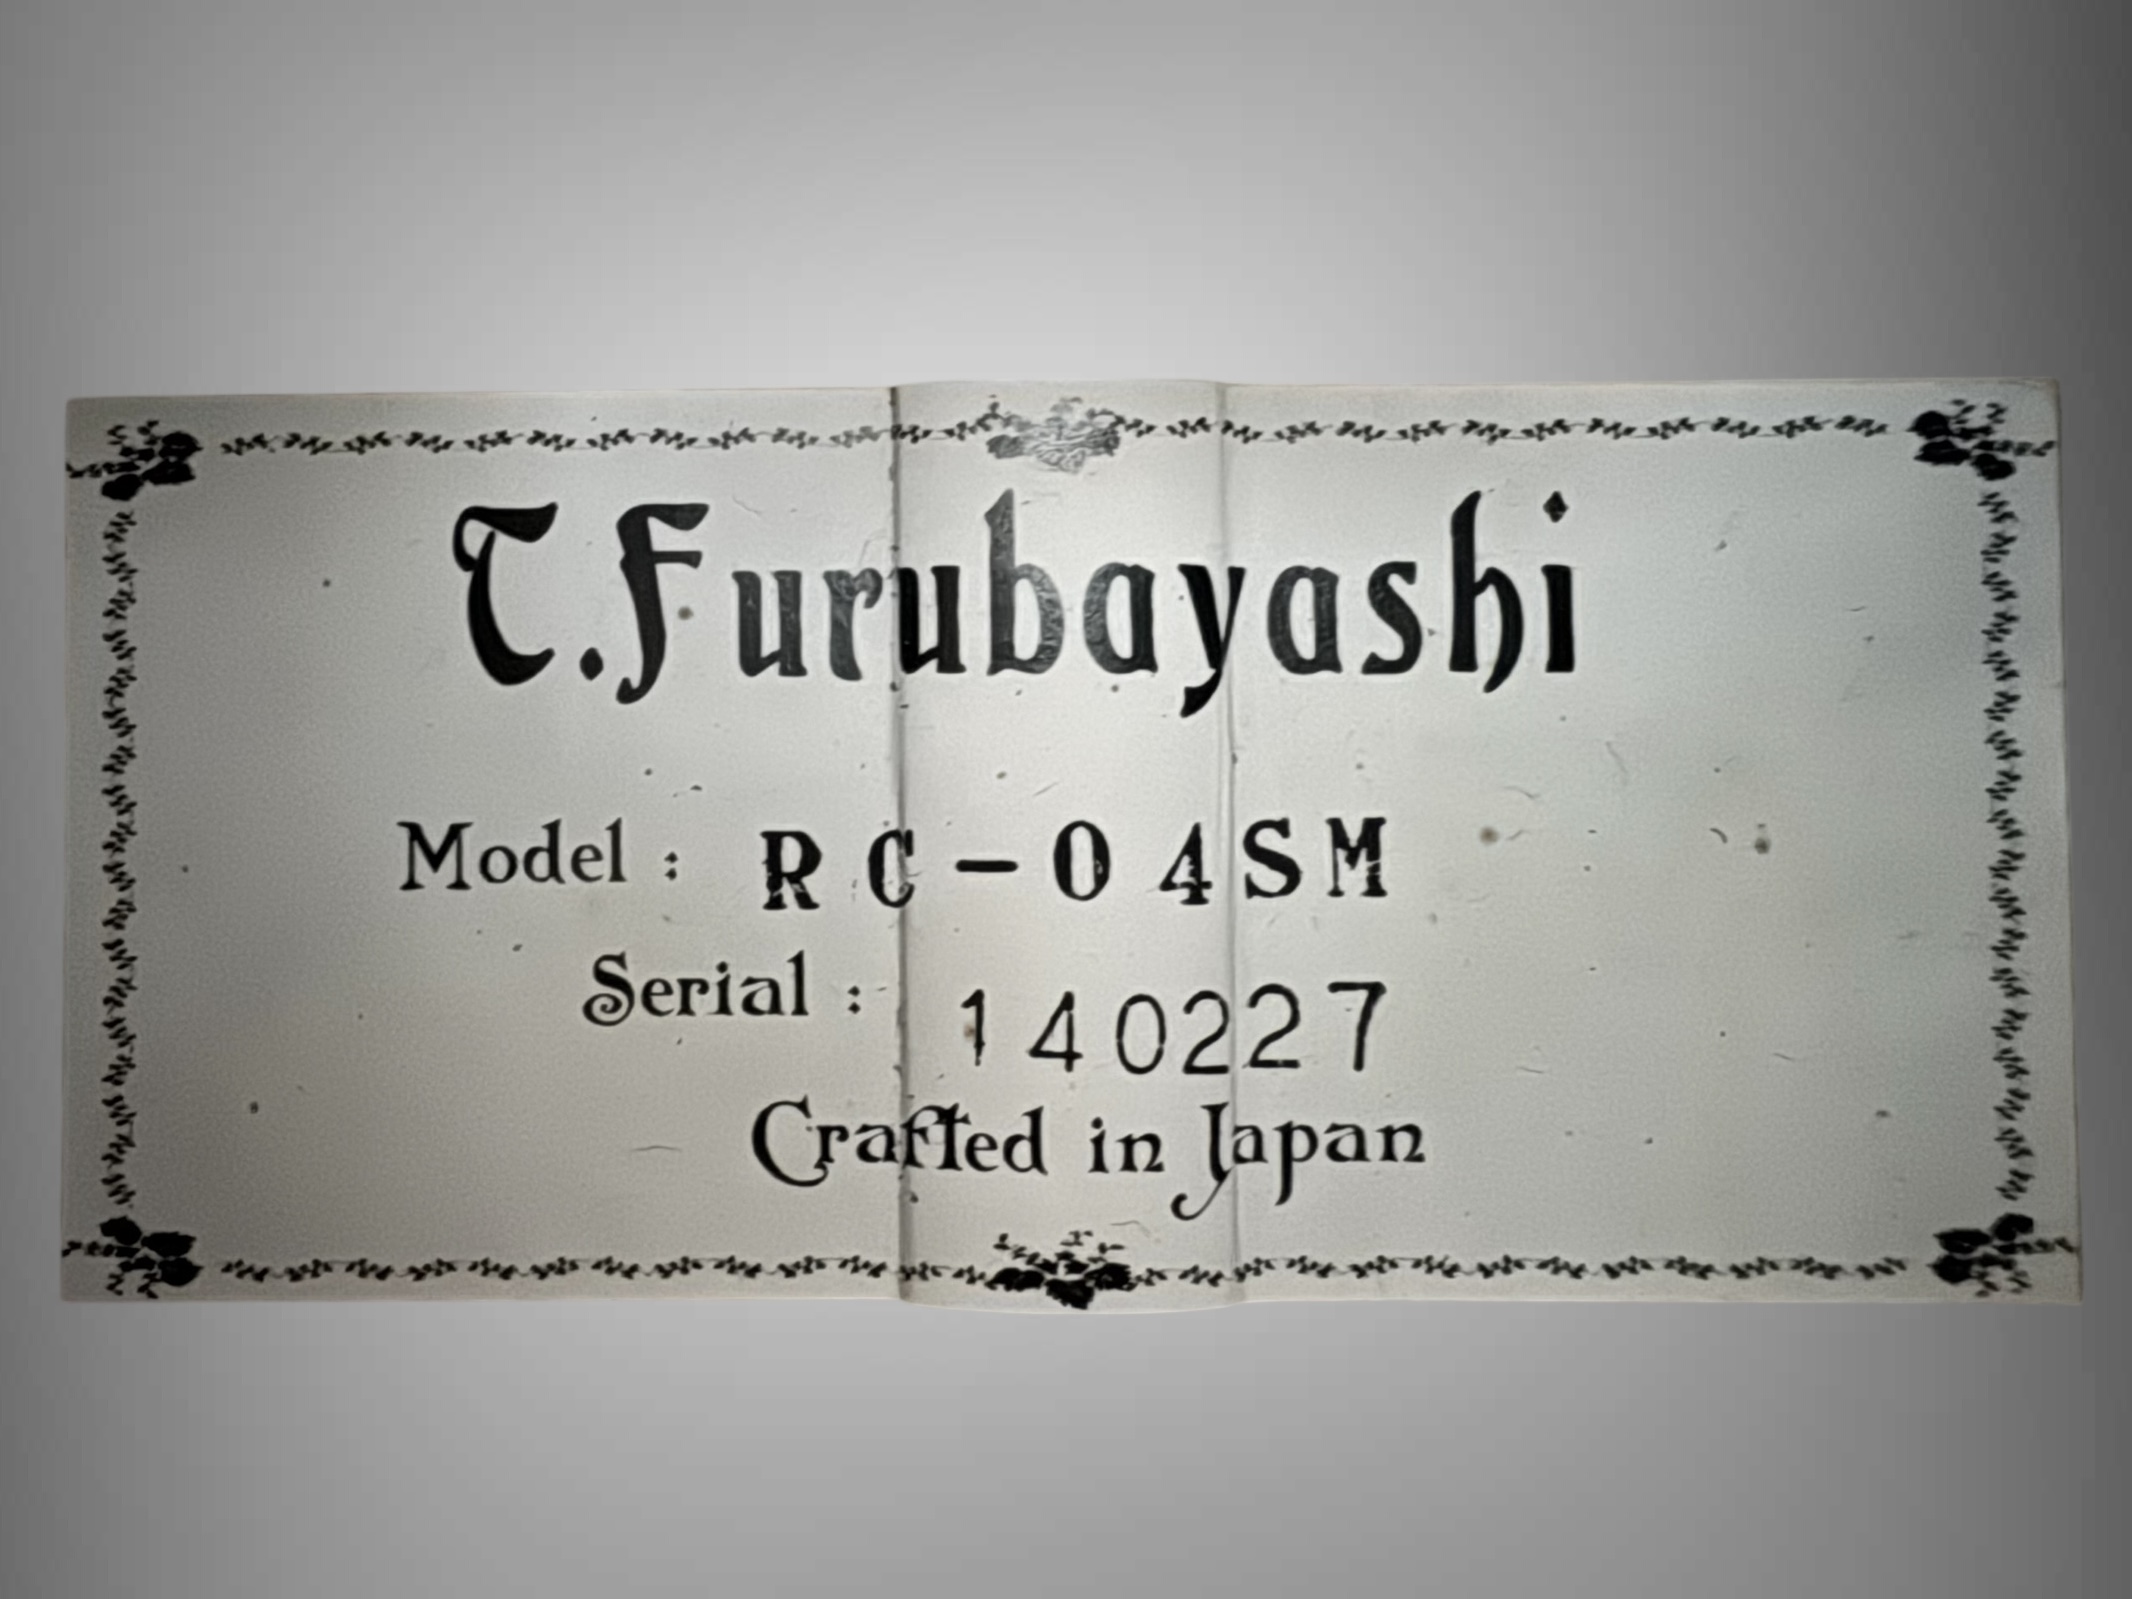 T.Furubayashi
Model : RC-04SM
Serial : 140227
Crafted in Japan